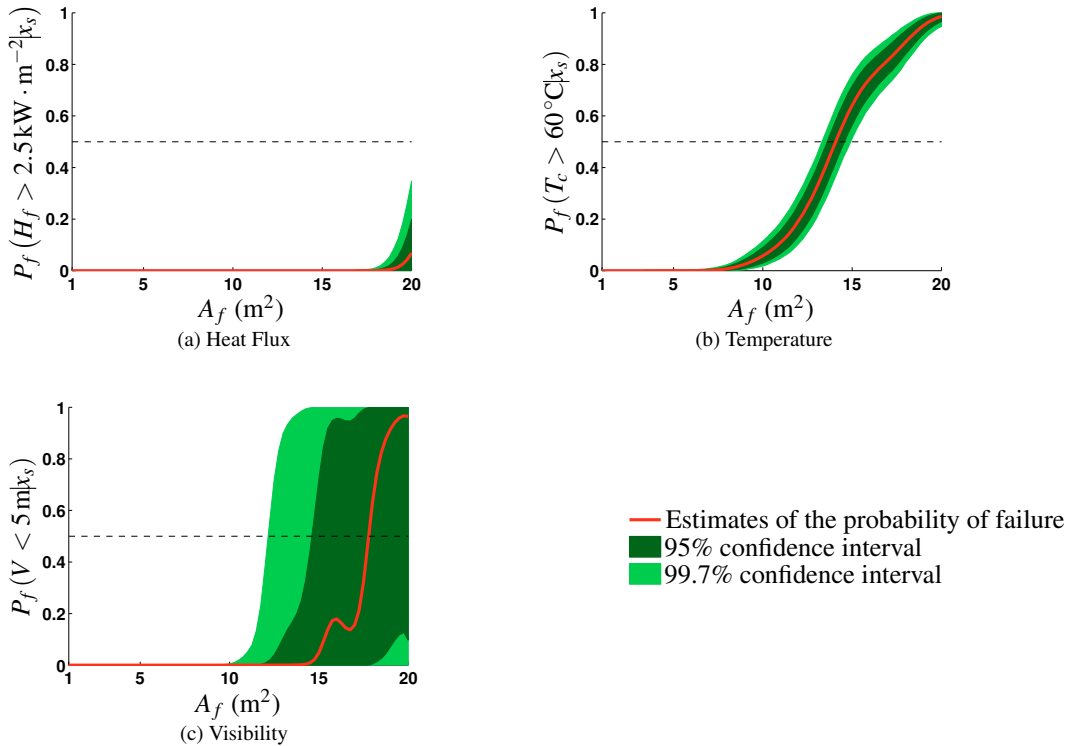 1
0.8
0.6
0.4
0.2
0
1 5 10 15 20
P_f (H_f > 2.5 kW · m^−2|x_s)
A_f (m^2)
(a) Heat Flux
1
0.8
0.6
0.4
0.2
0
1 5 10 15 20
P_f (T_c > 60 °C|x_s)
A_f (m^2)
(b) Temperature
1
0.8
0.6
0.4
0.2
0
1 5 10 15 20
P_f (V < 5 m|x_s)
A_f (m^2)
(c) Visibility
Estimates of the probability of failure
95% confidence interval
99.7% confidence interval